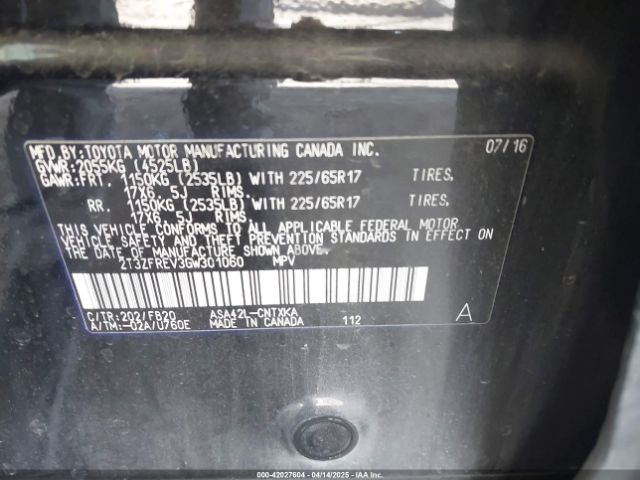 MFD.BY:TOYOTA MOTOR MANUFACTURING CANADA INC. 07/16
GVWR:2055KG (4525LB)
GAWR:FRT. 1150KG (2535LB) WITH 225/65R17 TIRES,
17X6.5J RIMS,
RR. 1150KG (2535LB) WITH 225/65R17 TIRES,
17X6.5J RIMS,
THIS VEHICLE CONFORMS TO ALL APPLICABLE FEDERAL MOTOR
VEHICLE SAFETY AND THEFT PREVENTION STANDARDS IN EFFECT ON
THE DATE OF MANUFACTURE SHOWN ABOVE.
2T3ZFREV3GW301060 MPV
C/TR:202/FB20 ASA42L-CNTXKA
A/TM:-02A/U760E MADE IN CANADA 112 A
000-42027604 - 04/14/2025 - IAAI.COM